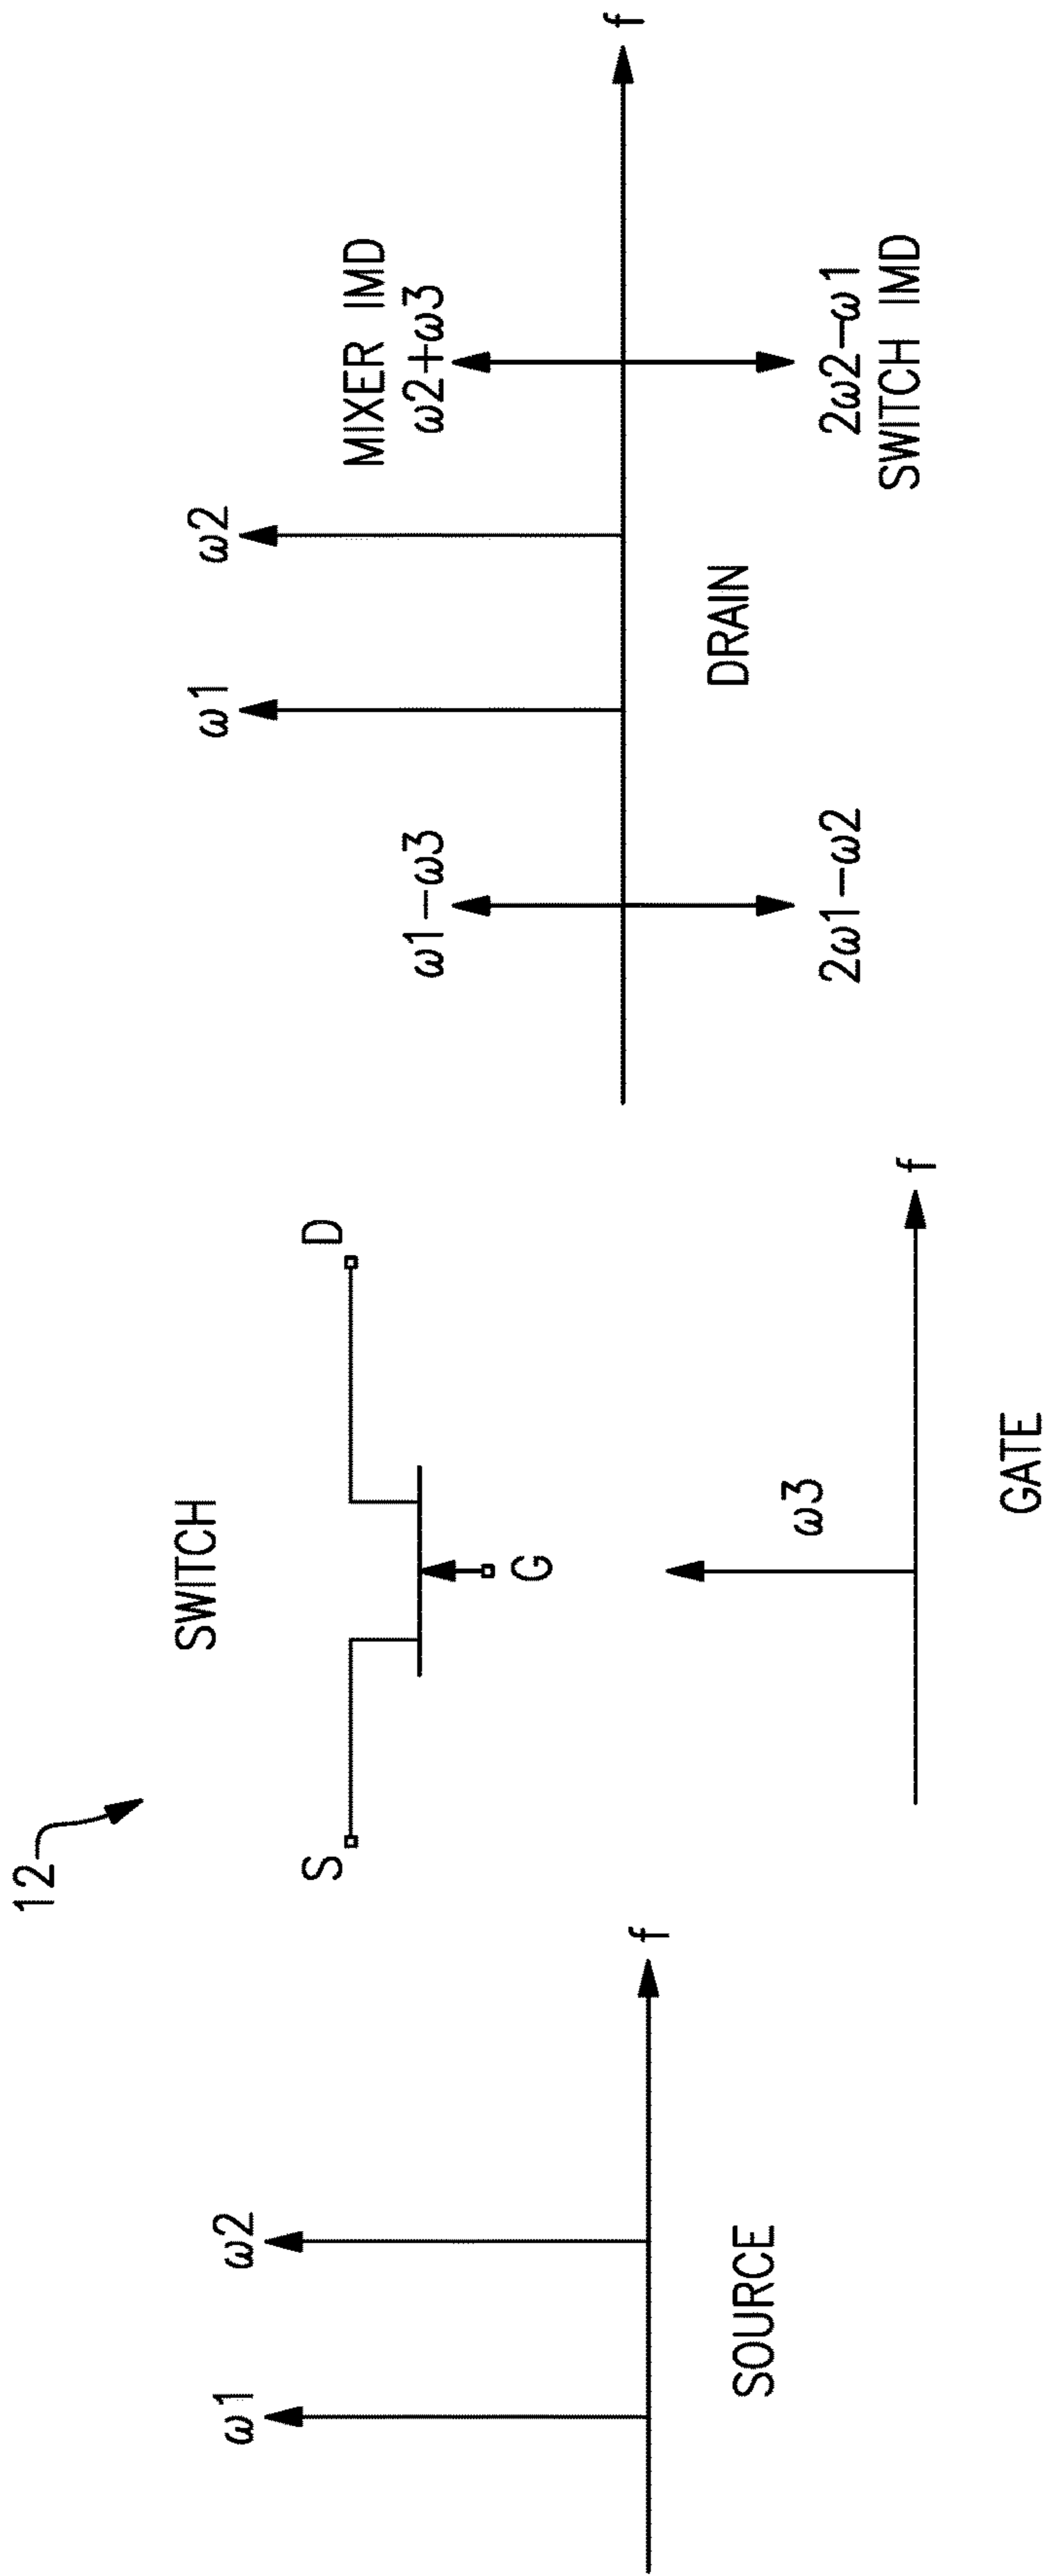 12
SWITCH
S
D
G
ω1
ω2
f
SOURCE
ω3
f
GATE
ω1
ω2
MIXER IMD
ω1-ω3
ω2+ω3
f
DRAIN
2ω1-ω2
2ω2-ω1
SWITCH IMD